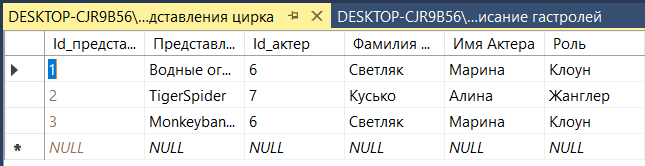 DESKTOP-CJR9B56\...дставления цирка DESKTOP-CJR9B56\...исание гастролей
Id_предста... Представл... Id_актер Фамилия ... Имя Актера Роль
1 Водные ог... 6 Светляк Марина Клоун
2 TigerSpider 7 Кусько Алина Жанглер
3 Monkeyban... 6 Светляк Марина Клоун
NULL NULL NULL NULL NULL NULL